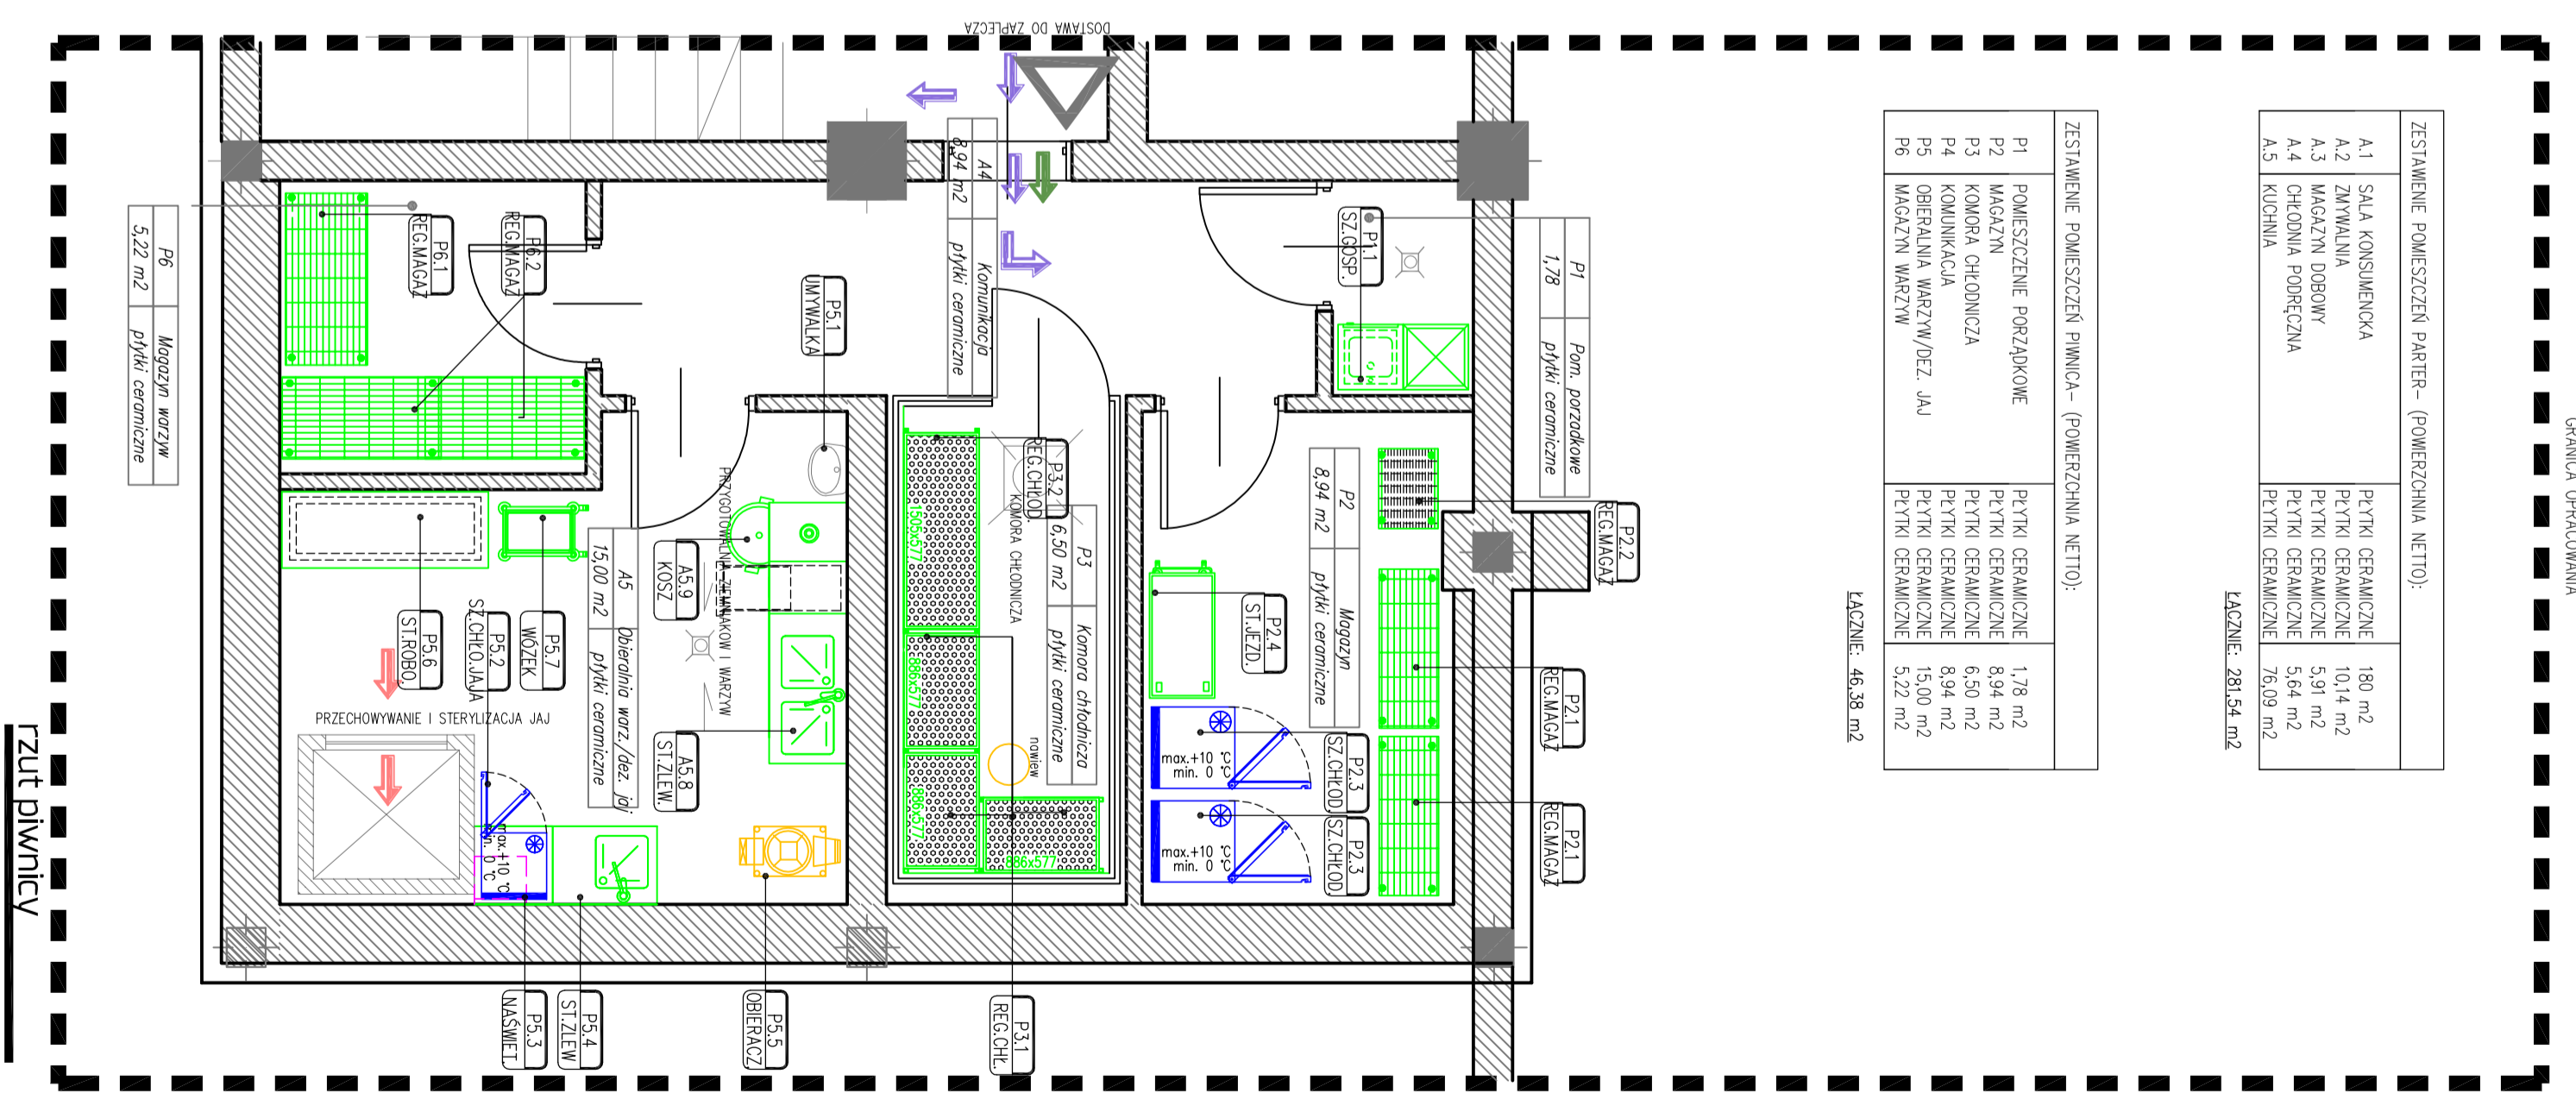 GRANICA OPRACOWANIA
ZESTAWIENIE POMIESZCZEŃ PARTER- (POWIERZCHNIA NETTO):
A.1 SALA KONSUMENCKA PŁYTKI CERAMICZNE 180 m2
A.2 ZMYWALNIA PŁYTKI CERAMICZNE 10,14 m2
A.3 MAGAZYN DOBOWY PŁYTKI CERAMICZNE 5,91 m2
A.4 CHŁODNIA PODRĘCZNA PŁYTKI CERAMICZNE 5,64 m2
A.5 KUCHNIA PŁYTKI CERAMICZNE 76,09 m2
ŁĄCZNIE: 281,54 m2
ZESTAWIENIE POMIESZCZEŃ PIWNICA- (POWIERZCHNIA NETTO):
P1 POMIESZCZENIE PORZĄDKOWE PŁYTKI CERAMICZNE 1,78 m2
P2 MAGAZYN PŁYTKI CERAMICZNE 8,94 m2
P3 KOMORA CHŁODNICZA PŁYTKI CERAMICZNE 6,50 m2
P4 KOMUNIKACJA PŁYTKI CERAMICZNE 8,94 m2
P5 OBIERALNIA WARZYW/DEZ. JAJ PŁYTKI CERAMICZNE 15,00 m2
P6 MAGAZYN WARZYW PŁYTKI CERAMICZNE 5,22 m2
ŁĄCZNIE: 46,38 m2
DOSTAWA DO ZAPLECZA
P2.2
REG.MAGAZ
P1 Pom. porządkowe
1,78 płytki ceramiczne
P2.1
REG.MAGAZ
P2.1
REG.MAGAZ
P1.1
SZ.GOSP.
P2 Magazyn
8,94 m2 płytki ceramiczne
P2.3
SZ.CHŁOD.
P2.3
SZ.CHŁOD.
P2.4
ST.JEZD.
max.+10 °C
min. 0 °C
max.+10 °C
min. 0 °C
P3 Komora chłodnicza
6,50 m2 płytki ceramiczne
P3.2
REG.CHŁOD.
KOMORA CHŁODNICZA
nawiew
P3.1
REG.CHŁ.
1505x577
886x577
886x577
886x577
A4 Komunikacja
8,94 m2 płytki ceramiczne
P5.1
UMYWALKA
P5.5
OBIERACZ.
PRZYGOTOWALNIA ZIEMNIAKÓW I WARZYW
A5.9
KOSZ
A5.8
ST.ZLEW.
A5 Obieralnia warz./dez. jaj
15,00 m2 płytki ceramiczne
P5.4
ST.ZLEW
P5.3
NAŚWIET.
P5.7
WÓZEK
P5.2
SZ.CHŁO.JAJA
max.+10 °C
min. 0 °C
P5.6
ST.ROBO.
PRZECHOWYWANIE I STERYLIZACJA JAJ
P6.2
REG.MAGAZ
P6.1
REG.MAGAZ
P6 Magazyn warzyw
5,22 m2 płytki ceramiczne
rzut piwnicy